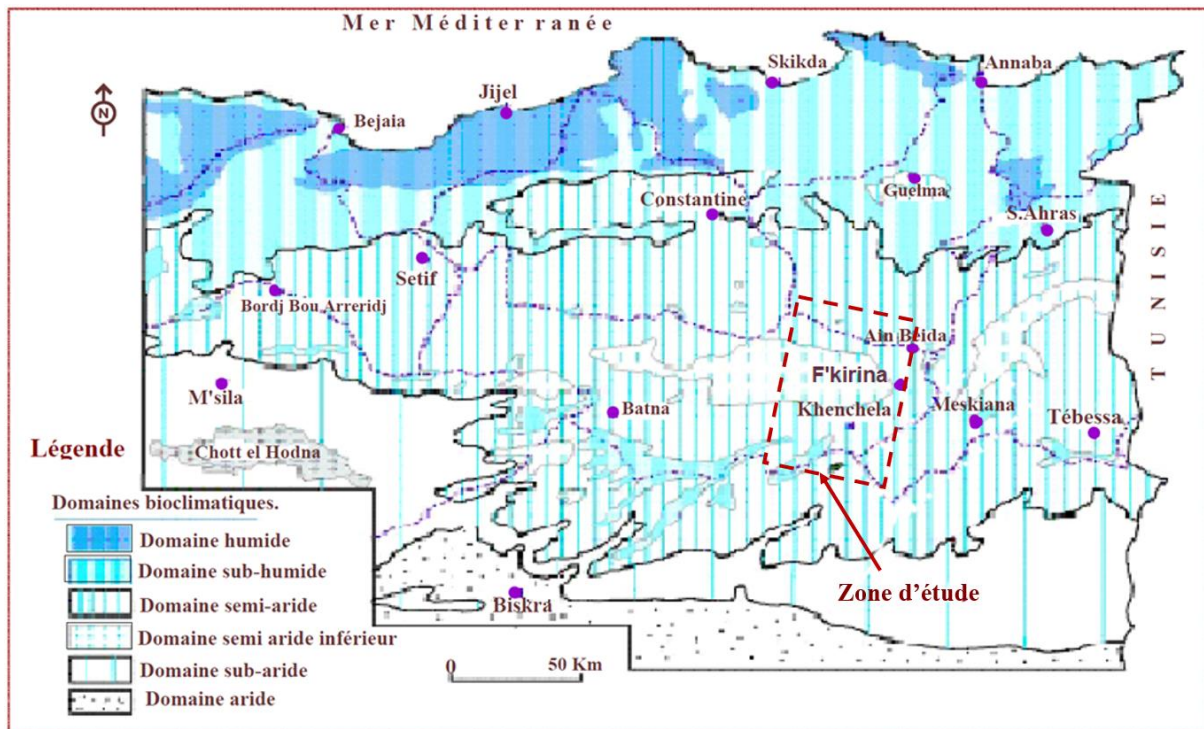 Mer Méditerranée
N
Skikda
Annaba
Jijel
Bejaia
Guelma
Constantine
S.Ahras
TUNISIE
Setif
Bordj Bou Arreridj
Ain Beida
F'kirina
M'sila
Batna
Khenchela
Meskiana
Tébessa
Légende
Chott el Hodna
Domaines bioclimatiques.
Domaine humide
Domaine sub-humide
Domaine semi-aride
Domaine semi aride inférieur
Domaine sub-aride
Domaine aride
Biskra
Zone d'étude
0 50 Km